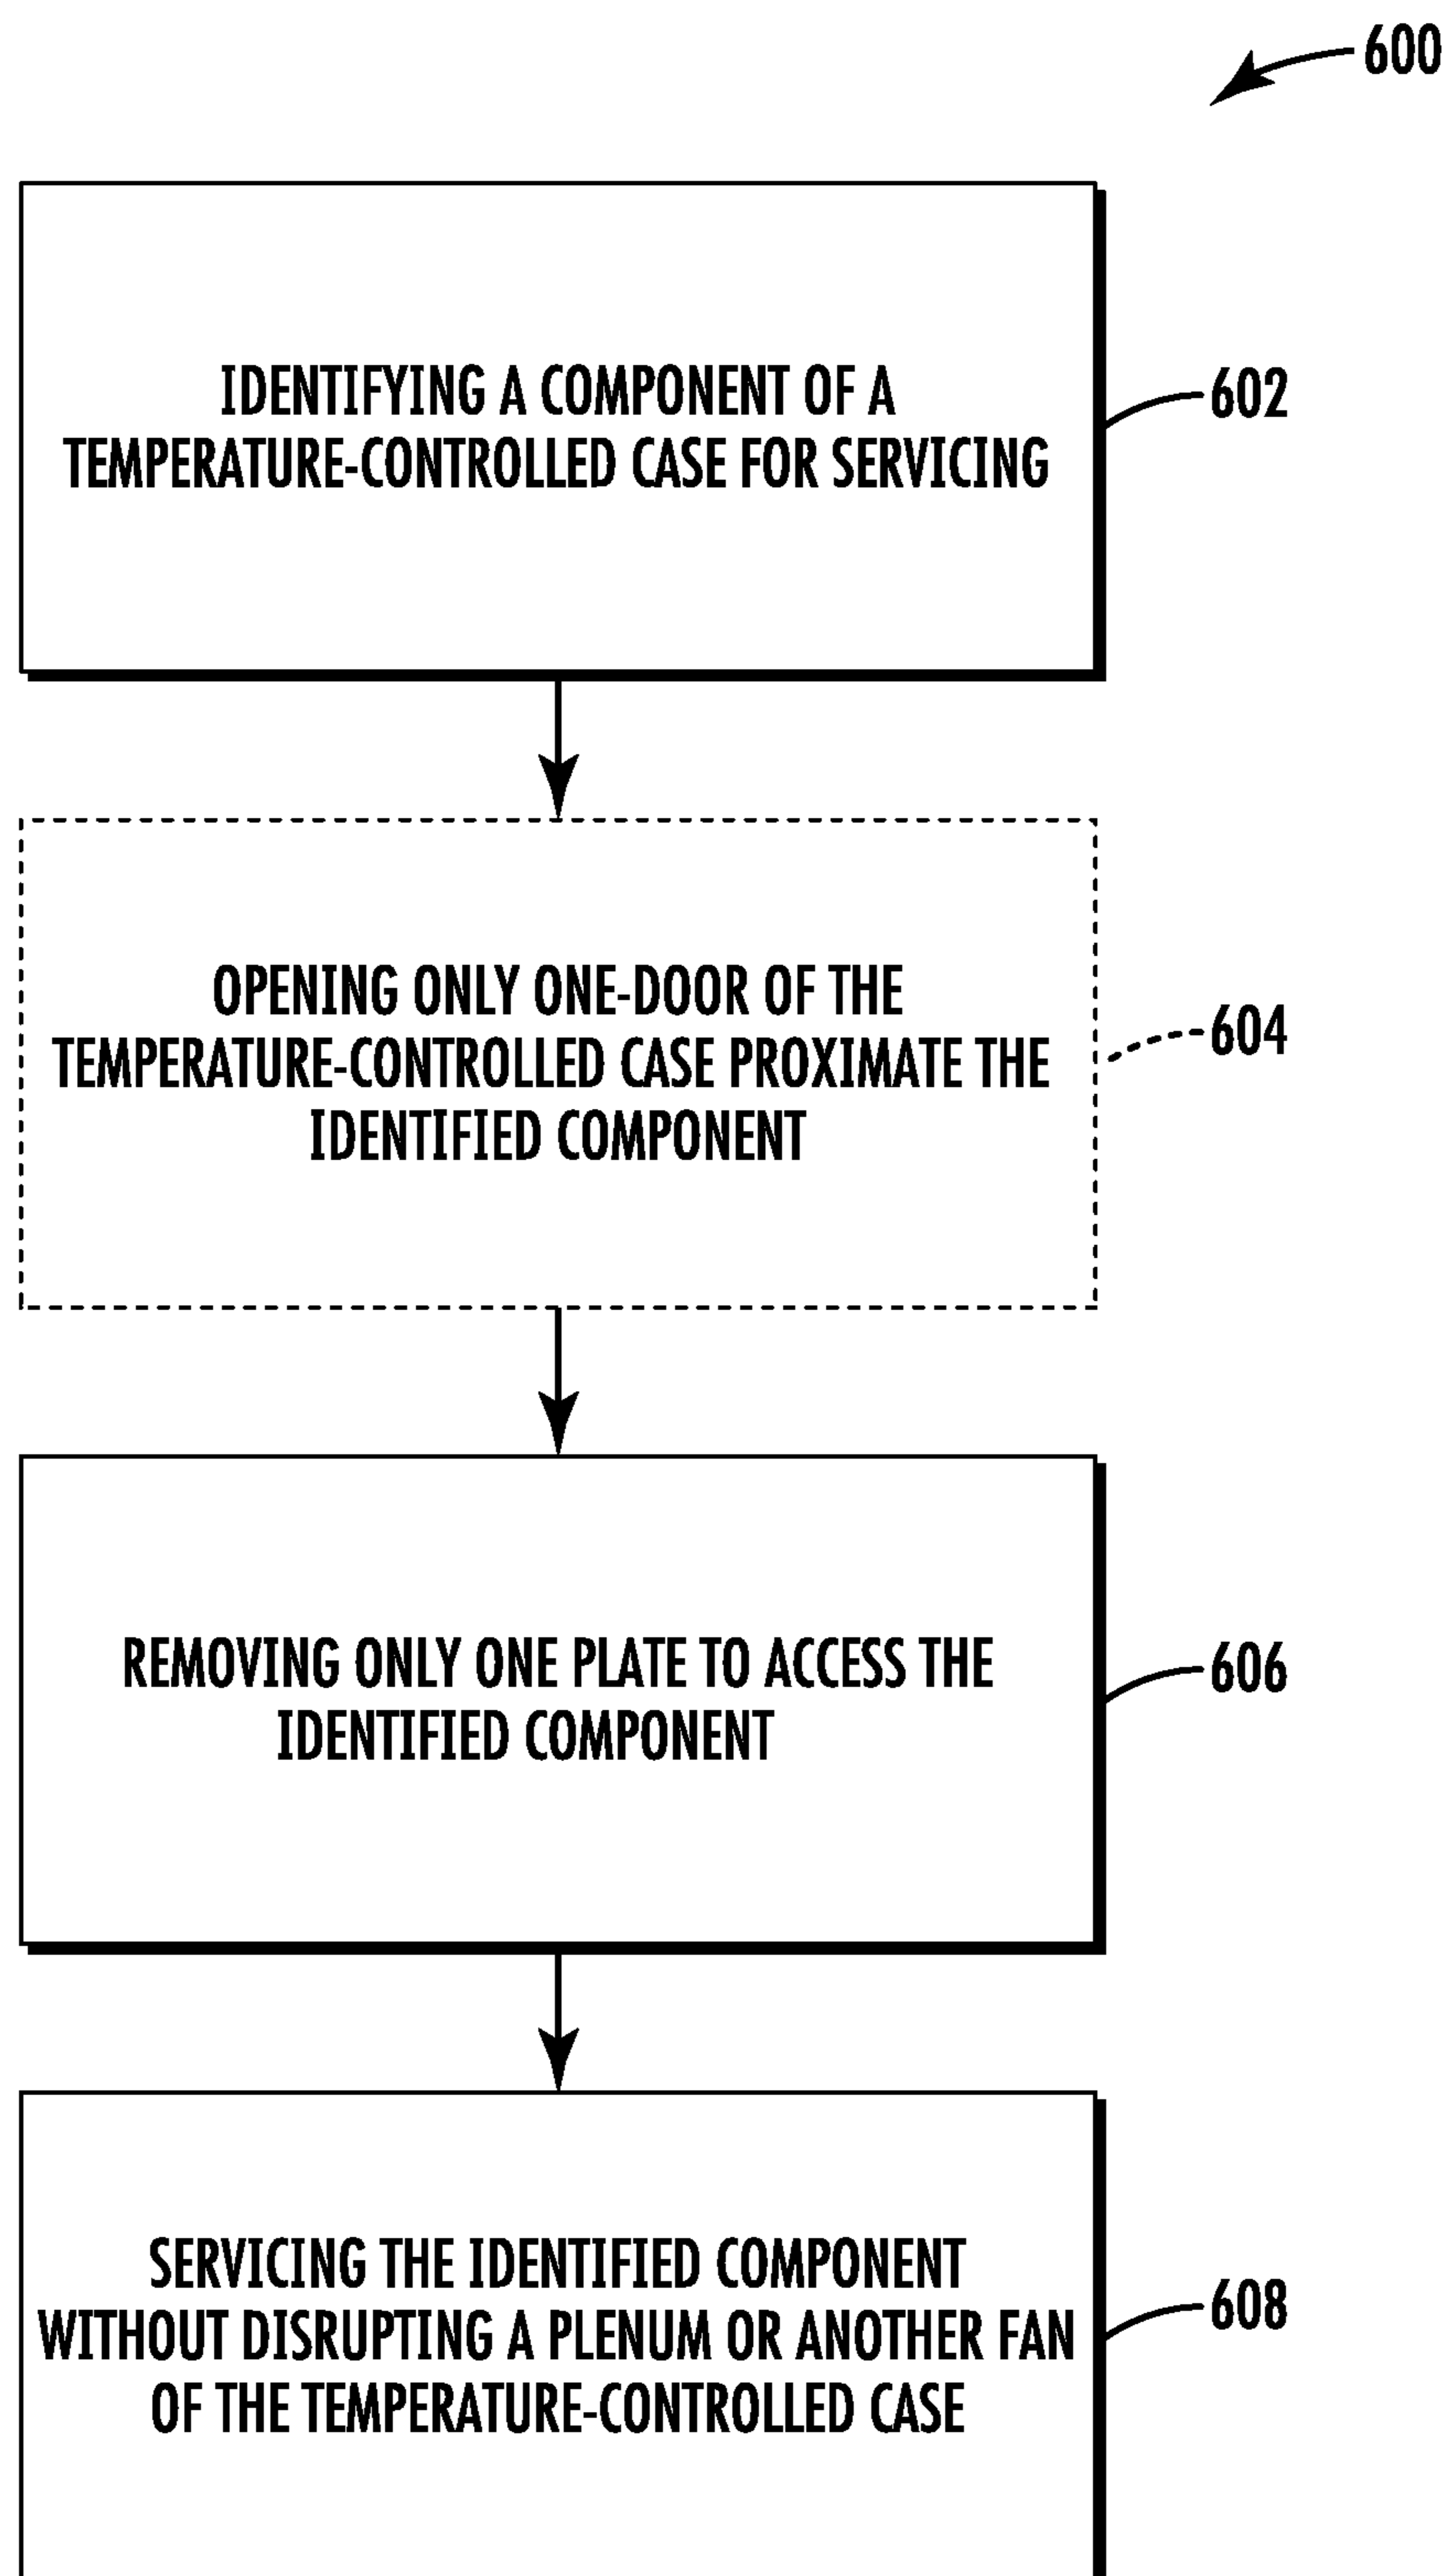 600
IDENTIFYING A COMPONENT OF A
TEMPERATURE-CONTROLLED CASE FOR SERVICING
602
OPENING ONLY ONE-DOOR OF THE
TEMPERATURE-CONTROLLED CASE PROXIMATE THE
IDENTIFIED COMPONENT
604
REMOVING ONLY ONE PLATE TO ACCESS THE
IDENTIFIED COMPONENT
606
SERVICING THE IDENTIFIED COMPONENT
WITHOUT DISRUPTING A PLENUM OR ANOTHER FAN
OF THE TEMPERATURE-CONTROLLED CASE
608